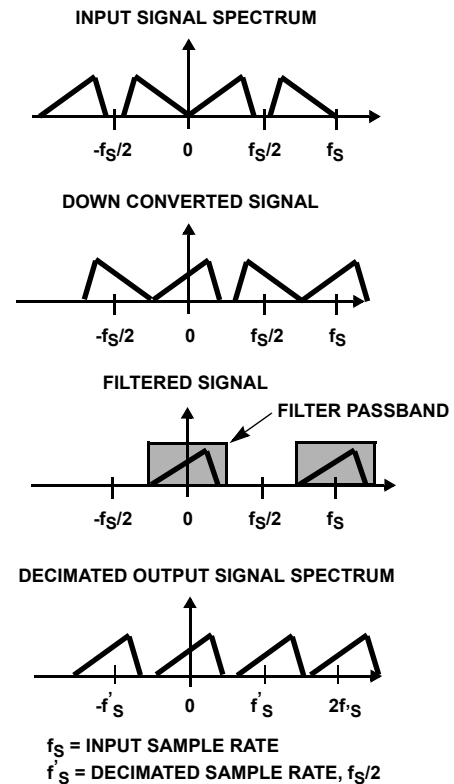 INPUT SIGNAL SPECTRUM
-fS/2 0 fS/2 fS
DOWN CONVERTED SIGNAL
-fS/2 0 fS/2 fS
FILTERED SIGNAL
FILTER PASSBAND
-fS/2 0 fS/2 fS
DECIMATED OUTPUT SIGNAL SPECTRUM
-f'S 0 f'S 2f'S
fS = INPUT SAMPLE RATE
f'S = DECIMATED SAMPLE RATE, fS/2